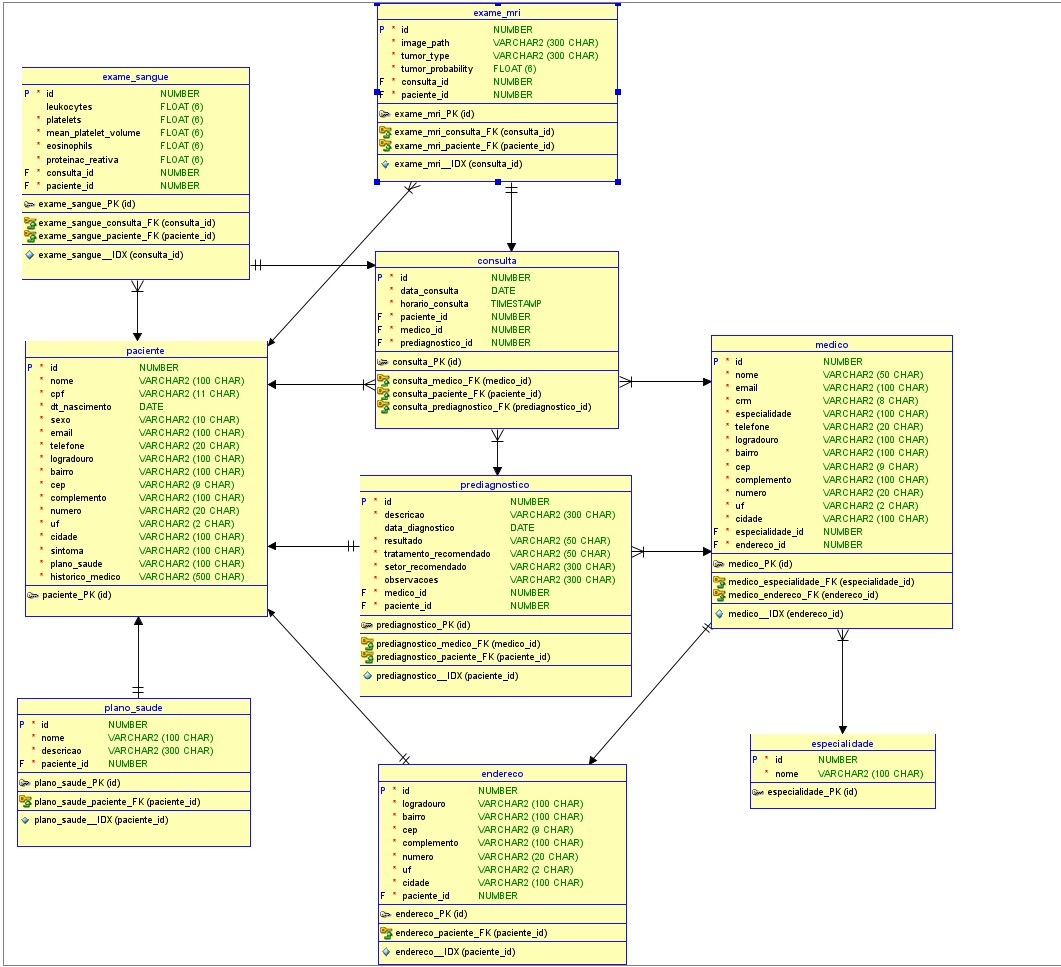 exame_mri
P * id NUMBER
* image_path VARCHAR2 (300 CHAR)
* tumor_type VARCHAR2 (300 CHAR)
* tumor_probability FLOAT (6)
F * consulta_id NUMBER
F * paciente_id NUMBER
exame_mri_PK (id)
exame_mri_consulta_FK (consulta_id)
exame_mri_paciente_FK (paciente_id)
exame_mri__IDX (consulta_id)
exame_sangue
P * id NUMBER
leukocytes FLOAT (6)
* platelets FLOAT (6)
* mean_platelet_volume FLOAT (6)
* eosinophils FLOAT (6)
* proteinac_reativa FLOAT (6)
F * consulta_id NUMBER
F * paciente_id NUMBER
exame_sangue_PK (id)
exame_sangue_consulta_FK (consulta_id)
exame_sangue_paciente_FK (paciente_id)
exame_sangue__IDX (consulta_id)
consulta
P * id NUMBER
* data_consulta DATE
* horario_consulta TIMESTAMP
F * paciente_id NUMBER
F * medico_id NUMBER
F * prediagnostico_id NUMBER
consulta_PK (id)
consulta_medico_FK (medico_id)
consulta_paciente_FK (paciente_id)
consulta_prediagnostico_FK (prediagnostico_id)
paciente
P * id NUMBER
* nome VARCHAR2 (100 CHAR)
* cpf VARCHAR2 (11 CHAR)
* dt_nascimento DATE
* sexo VARCHAR2 (10 CHAR)
* email VARCHAR2 (100 CHAR)
* telefone VARCHAR2 (20 CHAR)
* logradouro VARCHAR2 (100 CHAR)
* bairro VARCHAR2 (100 CHAR)
* cep VARCHAR2 (9 CHAR)
* complemento VARCHAR2 (100 CHAR)
* numero VARCHAR2 (20 CHAR)
* uf VARCHAR2 (2 CHAR)
* cidade VARCHAR2 (100 CHAR)
* sintoma VARCHAR2 (100 CHAR)
* plano_saude VARCHAR2 (100 CHAR)
* historico_medico VARCHAR2 (500 CHAR)
paciente_PK (id)
medico
P * id NUMBER
* nome VARCHAR2 (50 CHAR)
* email VARCHAR2 (100 CHAR)
* crm VARCHAR2 (8 CHAR)
* especialidade VARCHAR2 (100 CHAR)
* telefone VARCHAR2 (20 CHAR)
* logradouro VARCHAR2 (100 CHAR)
* bairro VARCHAR2 (100 CHAR)
* cep VARCHAR2 (9 CHAR)
* complemento VARCHAR2 (100 CHAR)
* numero VARCHAR2 (20 CHAR)
* uf VARCHAR2 (2 CHAR)
* cidade VARCHAR2 (100 CHAR)
F * especialidade_id NUMBER
F * endereco_id NUMBER
medico_PK (id)
medico_especialidade_FK (especialidade_id)
medico_endereco_FK (endereco_id)
medico__IDX (endereco_id)
prediagnostico
P * id NUMBER
* descricao VARCHAR2 (300 CHAR)
data_diagnostico DATE
* resultado VARCHAR2 (50 CHAR)
* tratamento_recomendado VARCHAR2 (50 CHAR)
* setor_recomendado VARCHAR2 (300 CHAR)
* observacoes VARCHAR2 (300 CHAR)
F * medico_id NUMBER
F * paciente_id NUMBER
prediagnostico_PK (id)
prediagnostico_medico_FK (medico_id)
prediagnostico_paciente_FK (paciente_id)
prediagnostico__IDX (paciente_id)
plano_saude
P * id NUMBER
* nome VARCHAR2 (100 CHAR)
* descricao VARCHAR2 (300 CHAR)
F * paciente_id NUMBER
plano_saude_PK (id)
plano_saude_paciente_FK (paciente_id)
plano_saude__IDX (paciente_id)
especialidade
P * id NUMBER
* nome VARCHAR2 (100 CHAR)
especialidade_PK (id)
endereco
P * id NUMBER
* logradouro VARCHAR2 (100 CHAR)
* bairro VARCHAR2 (100 CHAR)
* cep VARCHAR2 (9 CHAR)
* complemento VARCHAR2 (100 CHAR)
* numero VARCHAR2 (20 CHAR)
* uf VARCHAR2 (2 CHAR)
* cidade VARCHAR2 (100 CHAR)
F * paciente_id NUMBER
endereco_PK (id)
endereco_paciente_FK (paciente_id)
endereco__IDX (paciente_id)